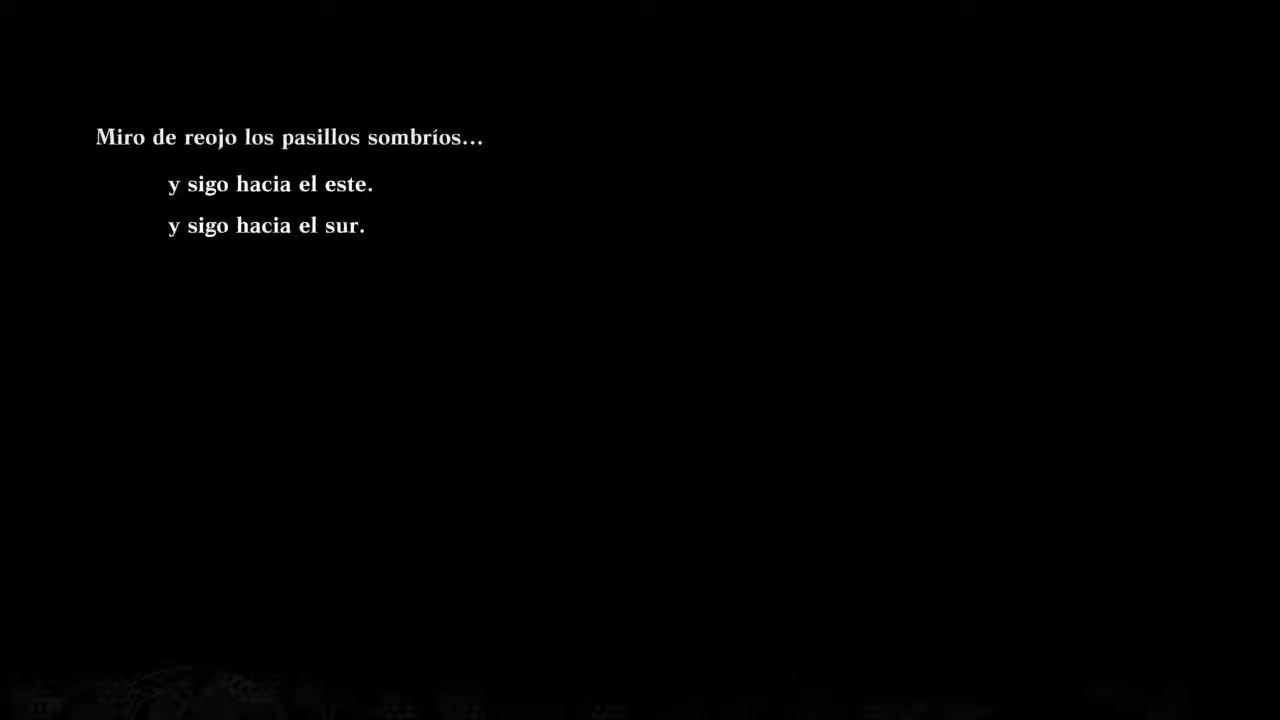 Miro de reojo los pasillos sombríos...
y sigo hacia el este.
y sigo hacia el sur.